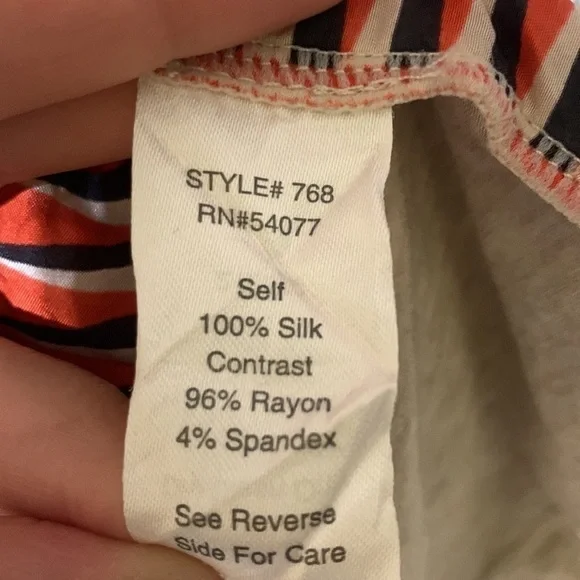 STYLE# 768
RN#54077
Self
100% Silk
Contrast
96% Rayon
4% Spandex
See Reverse
Side For Care